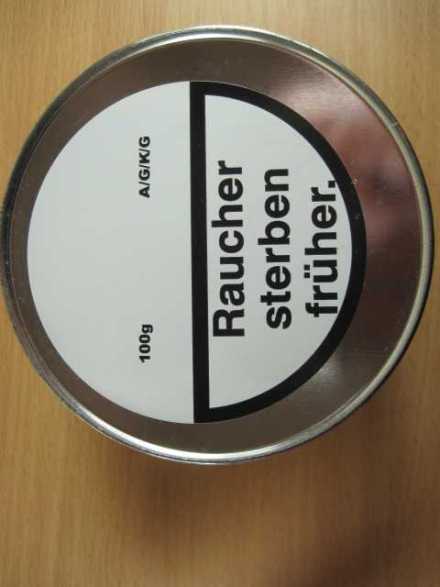 100g A/G/K/G
Raucher
sterben
früher.